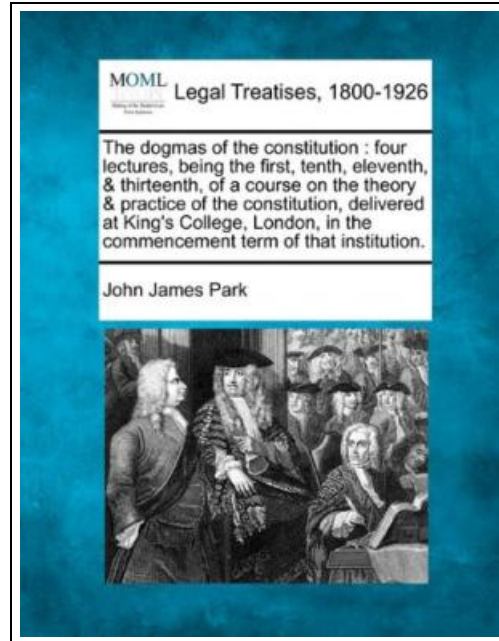 MOML
Legal Treatises, 1800-1926
The dogmas of the constitution : four
lectures, being the first, tenth, eleventh,
& thirteenth, of a course on the theory
& practice of the constitution, delivered
at King's College, London, in the
commencement term of that institution.
John James Park